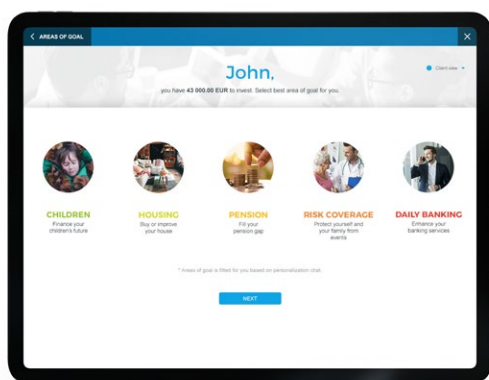 AREAS OF GOAL
John,
you have 43 000.00 EUR to invest. Select best area of goal for you.
Client view
CHILDREN
Finance your
children's future
HOUSING
Buy or improve
your house
PENSION
Fill your
pension gap
RISK COVERAGE
Protect yourself and
your family from
events
DAILY BANKING
Enhance your
banking services
* Areas of goal is fitted for you based on personalization chat.
NEXT